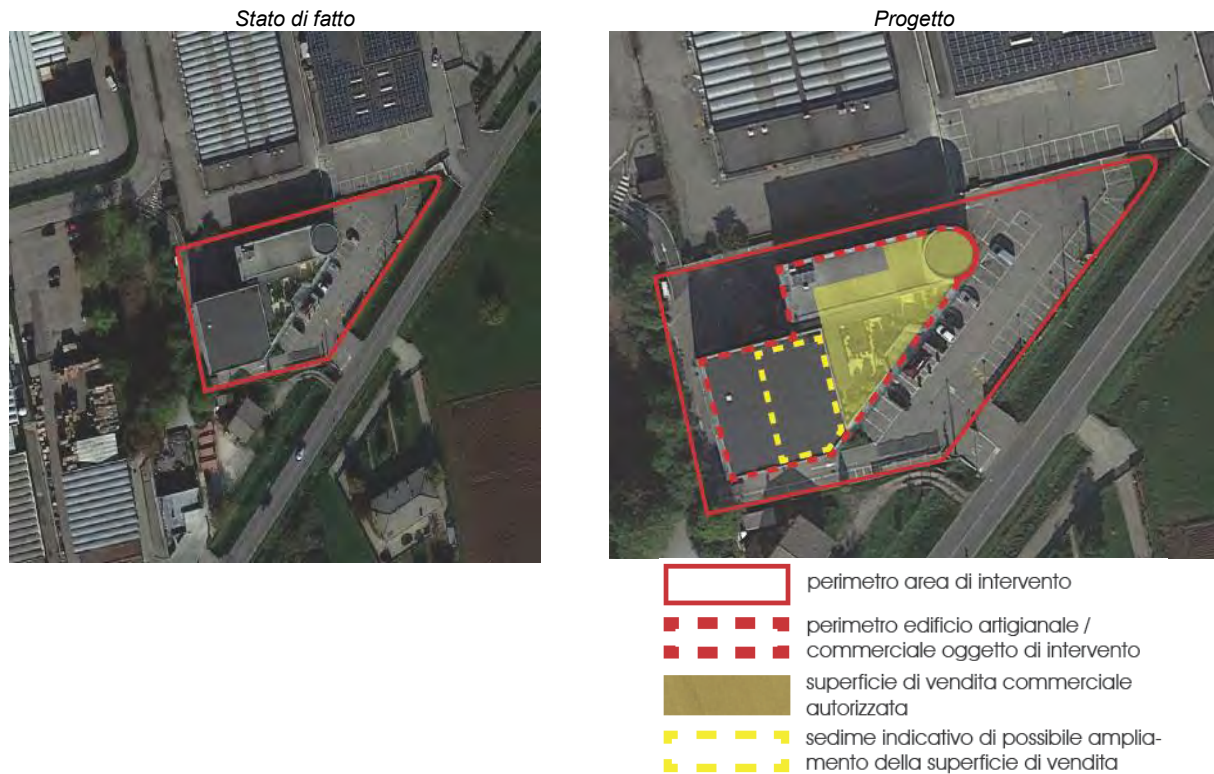 Stato di fatto
Progetto
perimetro area di intervento
perimetro edificio artigianale /
commerciale oggetto di intervento
superficie di vendita commerciale
autorizzata
sedime indicativo di possibile amplia-
mento della superficie di vendita